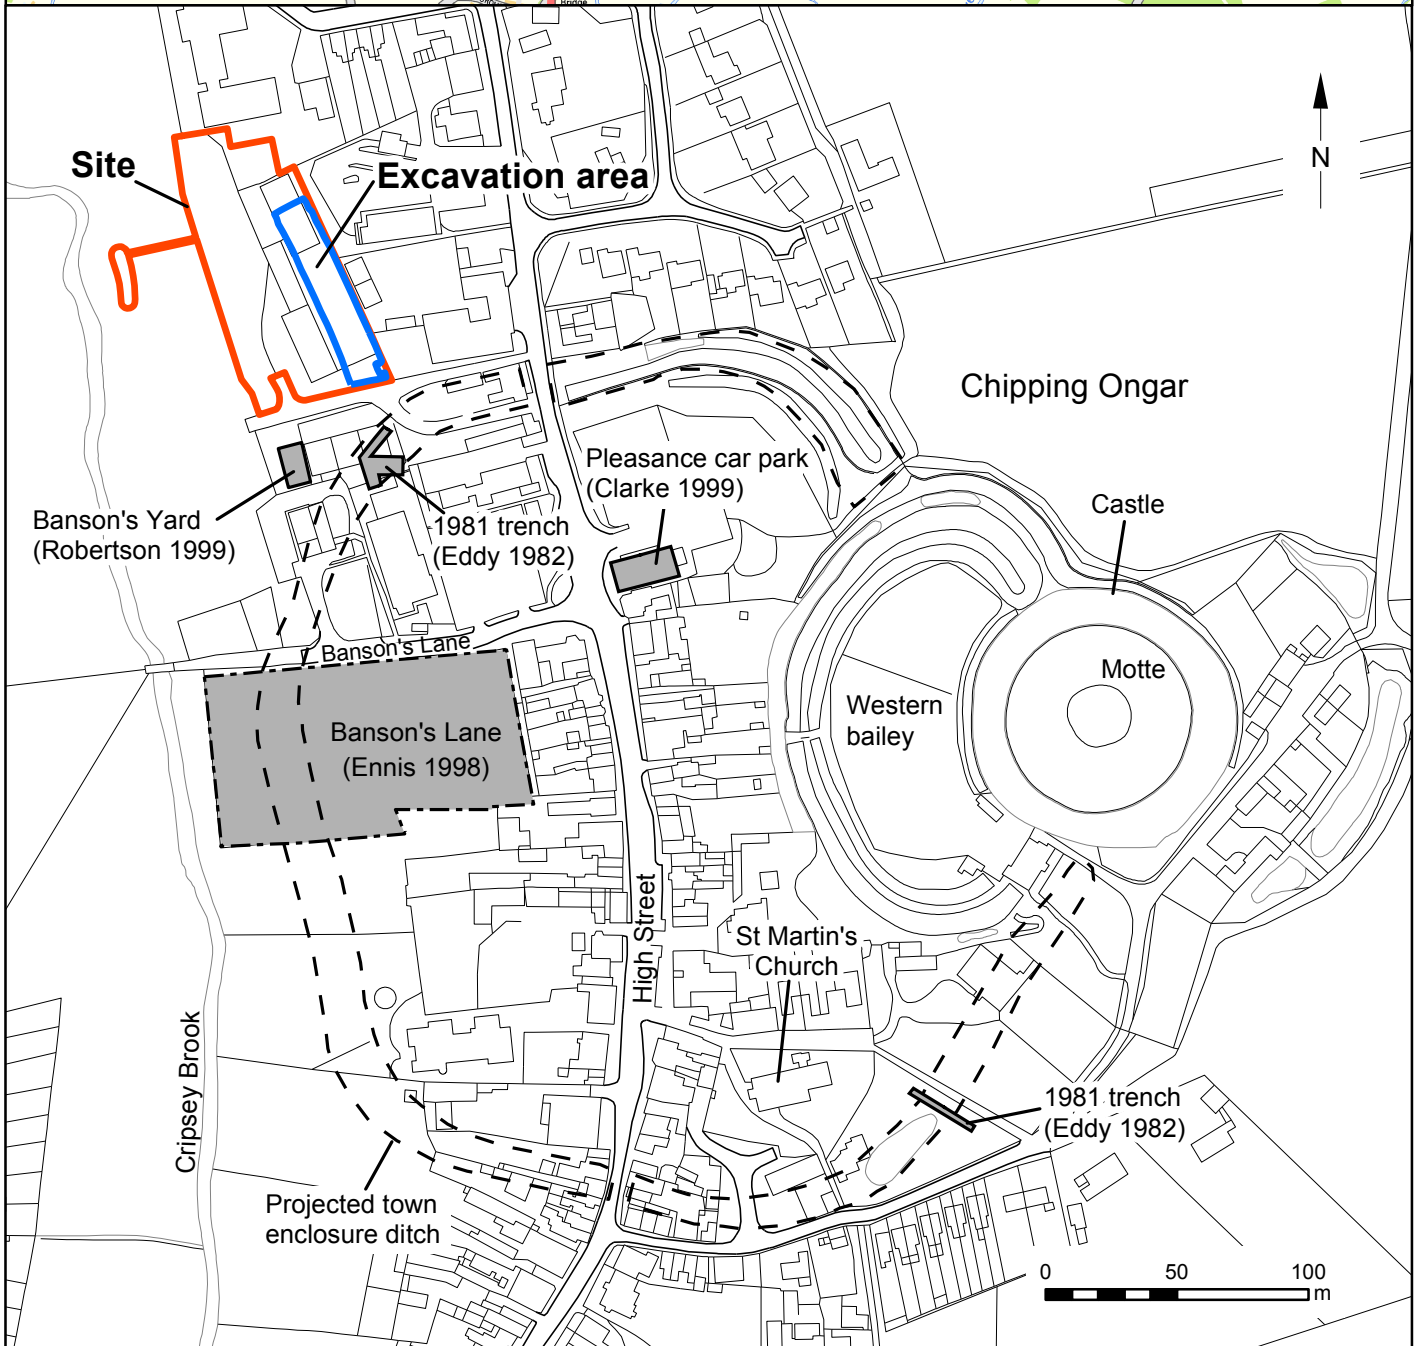 Bridge
Site
Excavation area
N
Chipping Ongar
Pleasance car park
(Clarke 1999)
Castle
Banson's Yard
(Robertson 1999)
1981 trench
(Eddy 1982)
Banson's Lane
Motte
Western
bailey
Banson's Lane
(Ennis 1998)
High Street
St Martin's
Church
Cripsey Brook
1981 trench
(Eddy 1982)
Projected town
enclosure ditch
0 50 100
m